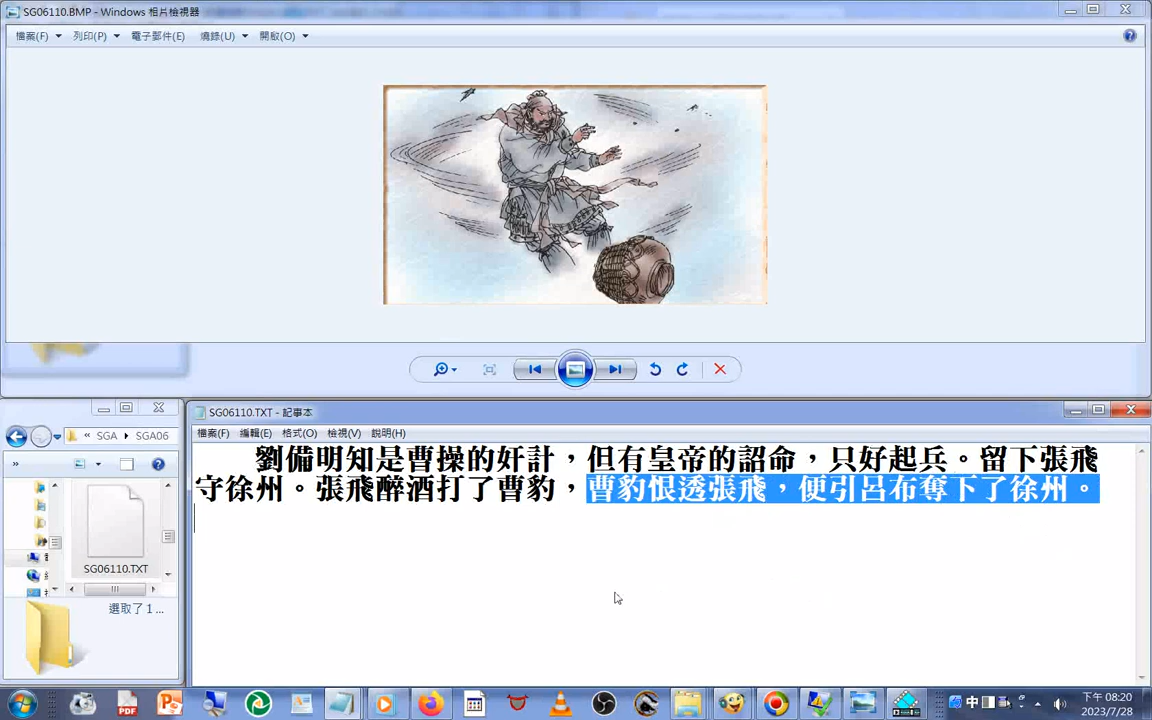 SG06110.BMP - Windows 相片檢視器
檔案(F) 列印(P) 電子郵件(E) 燒錄(U) 開啟(O)
SGA SGA06
SG06110.TXT
選取了 1 ...
SG06110.TXT - 記事本
檔案(F) 編輯(E) 格式(O) 檢視(V) 說明(H)
劉備明知是曹操的奸計，但有皇帝的詔命，只好起兵。留下張飛
守徐州。張飛醉酒打了曹豹，曹豹恨透張飛，便引呂布奪下了徐州。
PDF 中 下午 08:20
2023/7/28